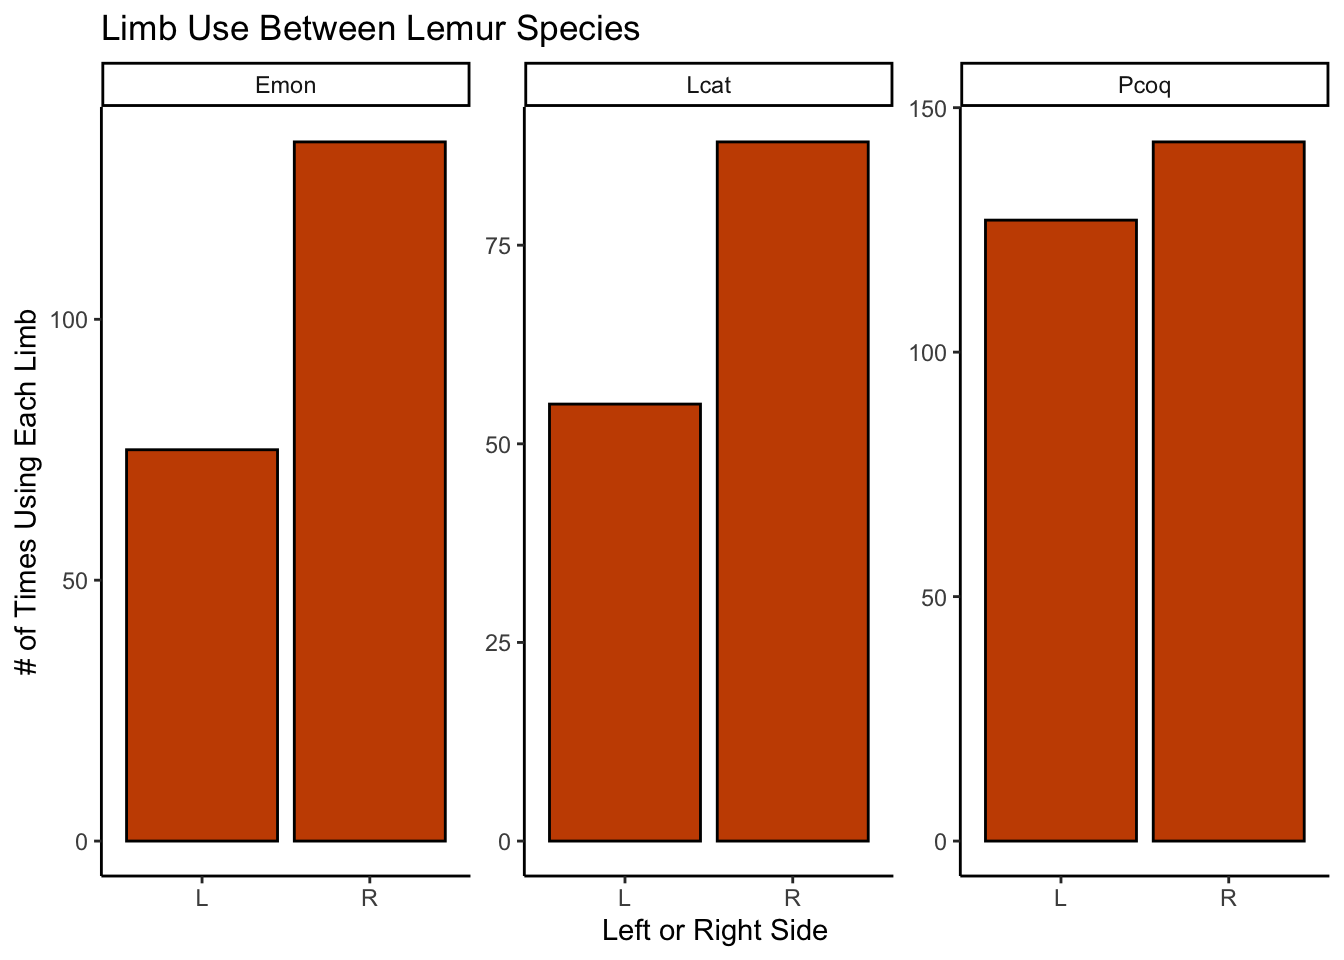 Limb Use Between Lemur Species
Emon
Lcat
Pcoq
# of Times Using Each Limb
100
50
0
75
50
25
0
150
100
50
0
L
R
L
R
L
R
Left or Right Side